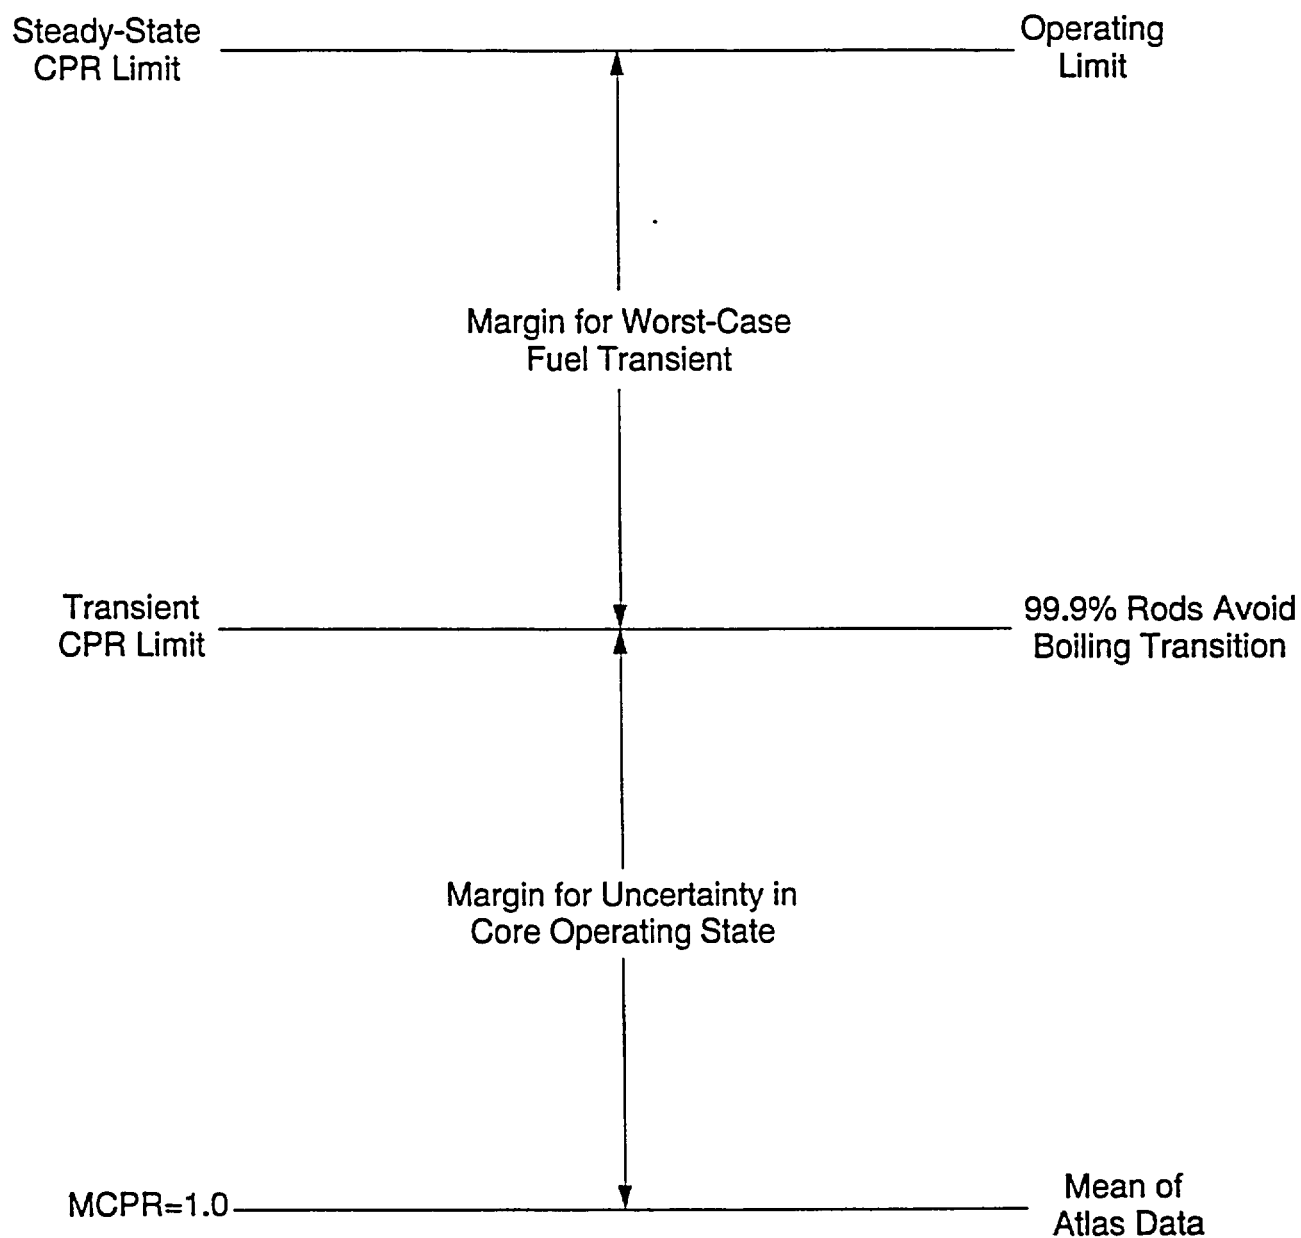 Steady-State
CPR Limit
Operating
Limit
Margin for Worst-Case
Fuel Transient
Transient
CPR Limit
99.9% Rods Avoid
Boiling Transition
Margin for Uncertainty in
Core Operating State
MCPR=1.0
Mean of
Atlas Data